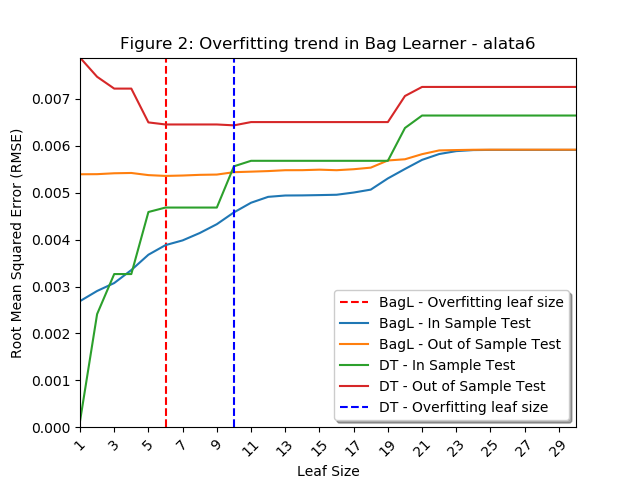 Figure 2: Overfitting trend in Bag Learner - alata6
Root Mean Squared Error (RMSE)
0.007
0.006
0.005
0.004
0.003
0.002
0.001
0.000
BagL - Overfitting leaf size
BagL - In Sample Test
BagL - Out of Sample Test
DT - In Sample Test
DT - Out of Sample Test
DT - Overfitting leaf size
1 3 5 7 9 11 13 15 17 19 21 23 25 27 29
Leaf Size